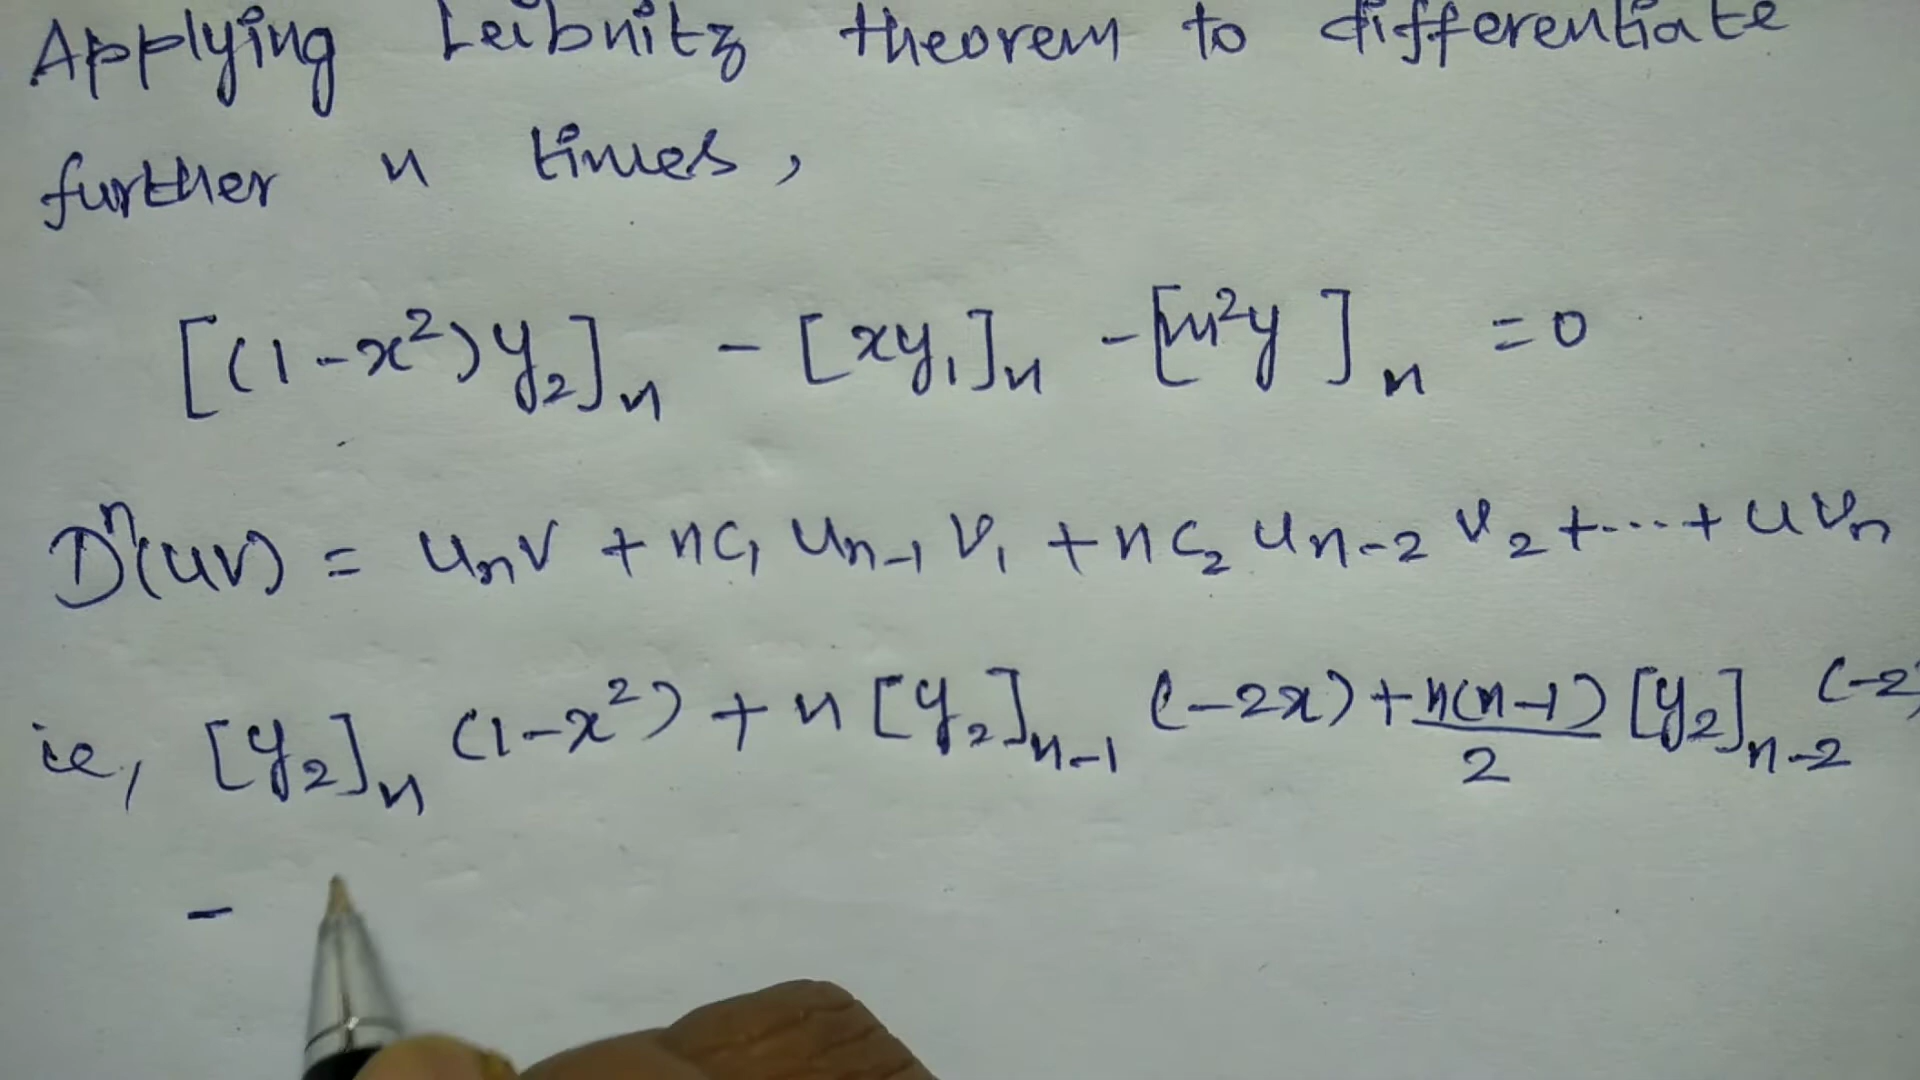 Applying Leibnitz theorem to differentiate
further n times,
[(1-x²)y₂]ₙ - [xy₁]ₙ - [m²y]ₙ = 0
Dⁿ(uv) = uₙv + nc₁ uₙ₋₁ v₁ + nc₂ uₙ₋₂ v₂ + .... + uvₙ
ie, [y₂]ₙ (1-x²) + n [y₂]ₙ₋₁ (-2x) + n(n-1)/2 [y₂]ₙ₋₂ (-2)
-